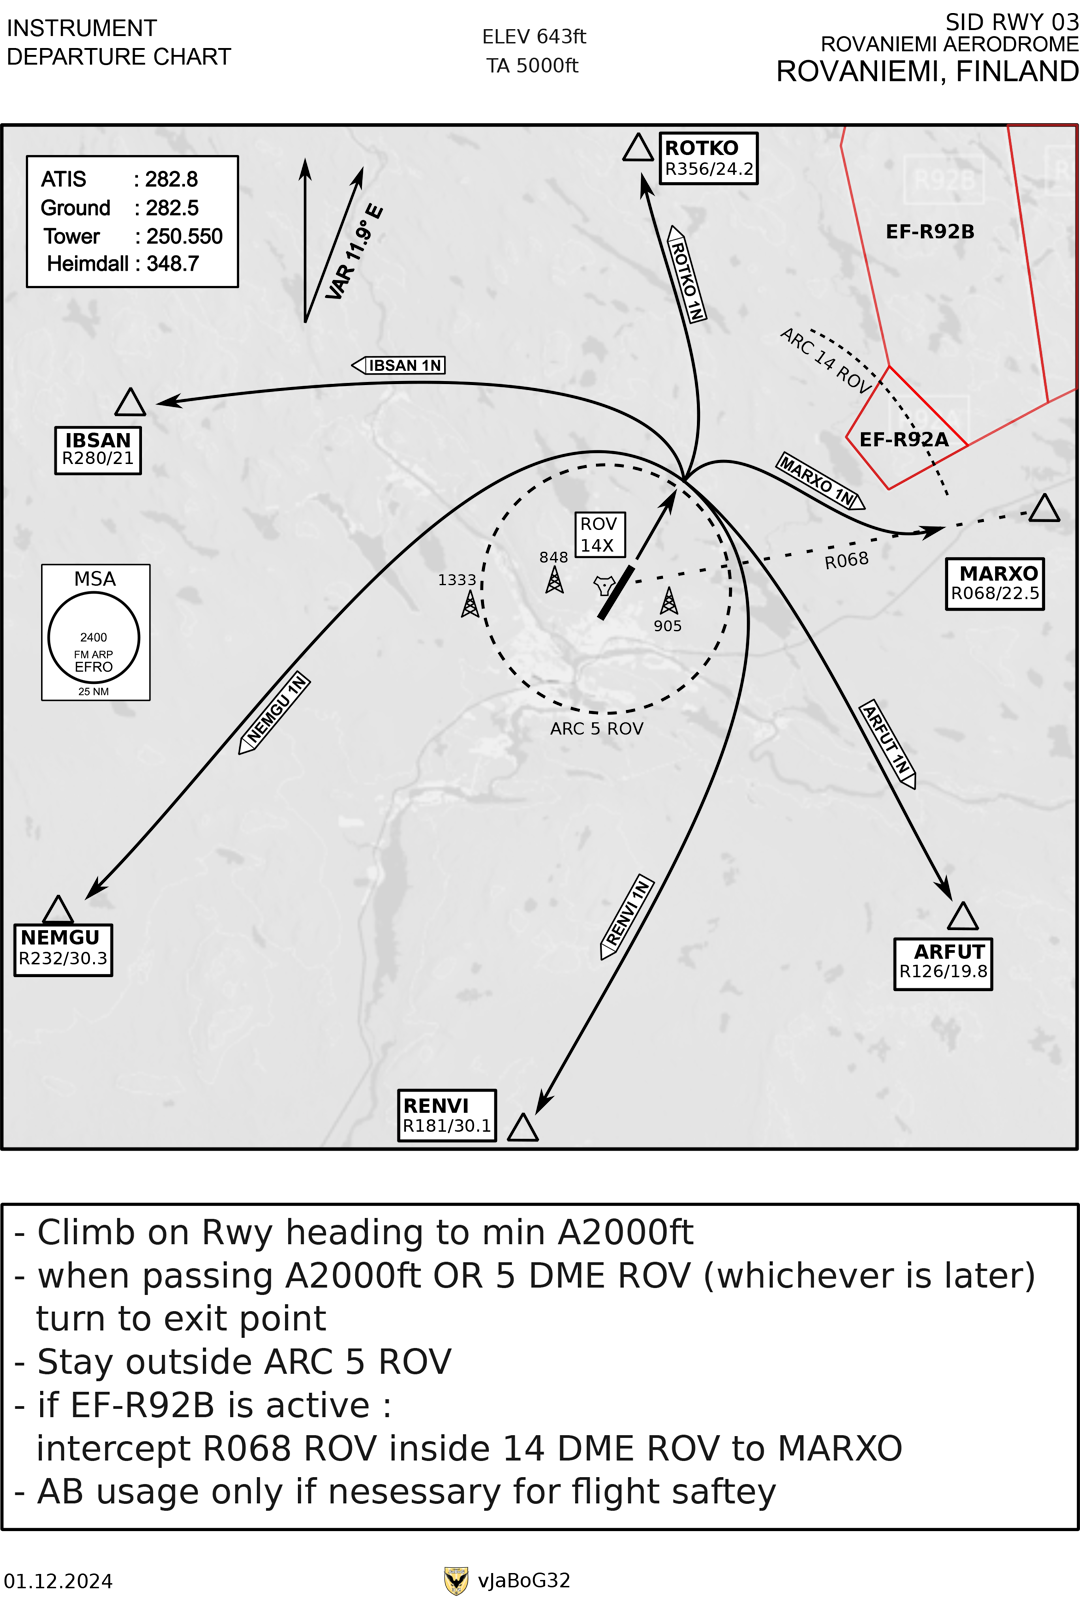 INSTRUMENT
DEPARTURE CHART
ELEV 643ft
TA 5000ft
SID RWY 03
ROVANIEMI AERODROME
ROVANIEMI, FINLAND
ATIS : 282.8
Ground : 282.5
Tower : 250.550
Heimdall : 348.7
VAR 11.9° E
ROTKO
R356/24.2
R92B
EF-R92B
ROTKO 1N
ARC 14 ROV
IBSAN 1N
IBSAN
R280/21
EF-R92A
MARXO 1N
ROV
14X
848
1333
905
R068
MARXO
R068/22.5
MSA
2400
FM ARP
EFRO
25 NM
NEMGU 1N
ARC 5 ROV
ARFUT 1N
RENVI 1N
NEMGU
R232/30.3
ARFUT
R126/19.8
RENVI
R181/30.1
- Climb on Rwy heading to min A2000ft
- when passing A2000ft OR 5 DME ROV (whichever is later)
turn to exit point
- Stay outside ARC 5 ROV
- if EF-R92B is active :
intercept R068 ROV inside 14 DME ROV to MARXO
- AB usage only if nesessary for flight saftey
01.12.2024
vJaBoG32